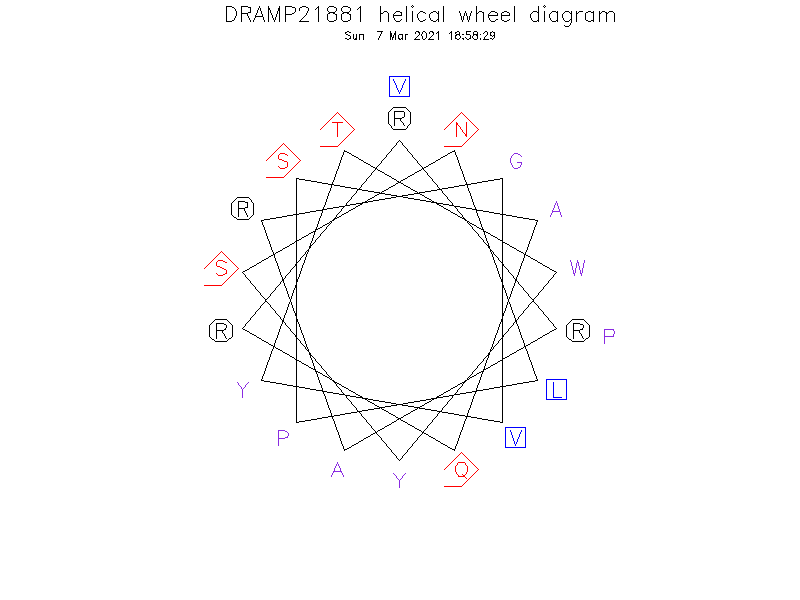 DRAMP21881 helical wheel diagram
Sun 7 Mar 2021 18:58:29
V
R
T N
S G
R A
S W
R R P
Y L
P V
A Q
Y